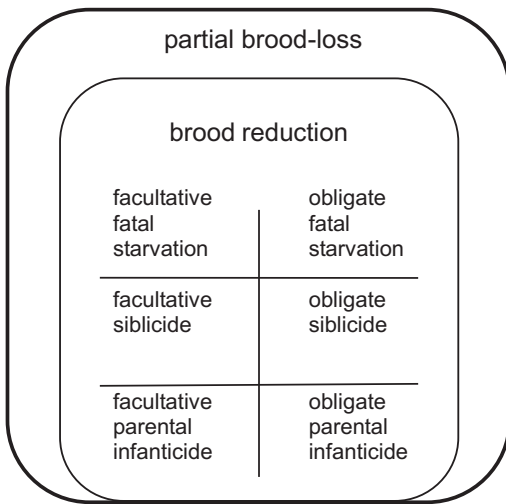 partial brood-loss
brood reduction
facultative
fatal
starvation
obligate
fatal
starvation
facultative
siblicide
obligate
siblicide
facultative
parental
infanticide
obligate
parental
infanticide